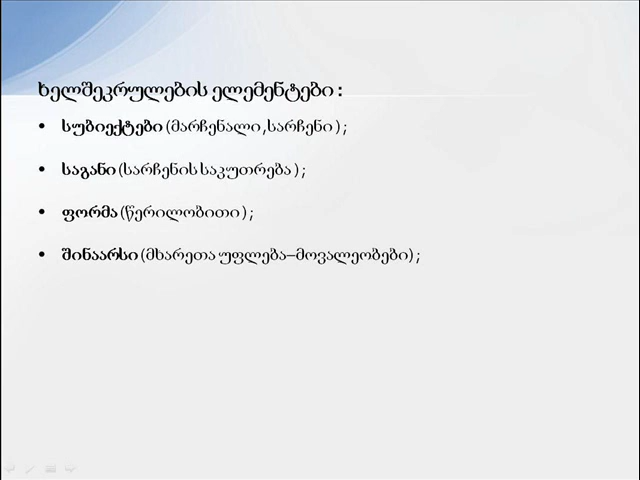 ხელშეკრულების ელემენტები :
• სუბიექტები (მარჩენალი ,სარჩენი ) ;
• საგანი (სარჩენის საკუთრება ) ;
• ფორმა (წერილობითი ) ;
• შინაარსი (მხარეთა უფლება–მოვალეობები) ;